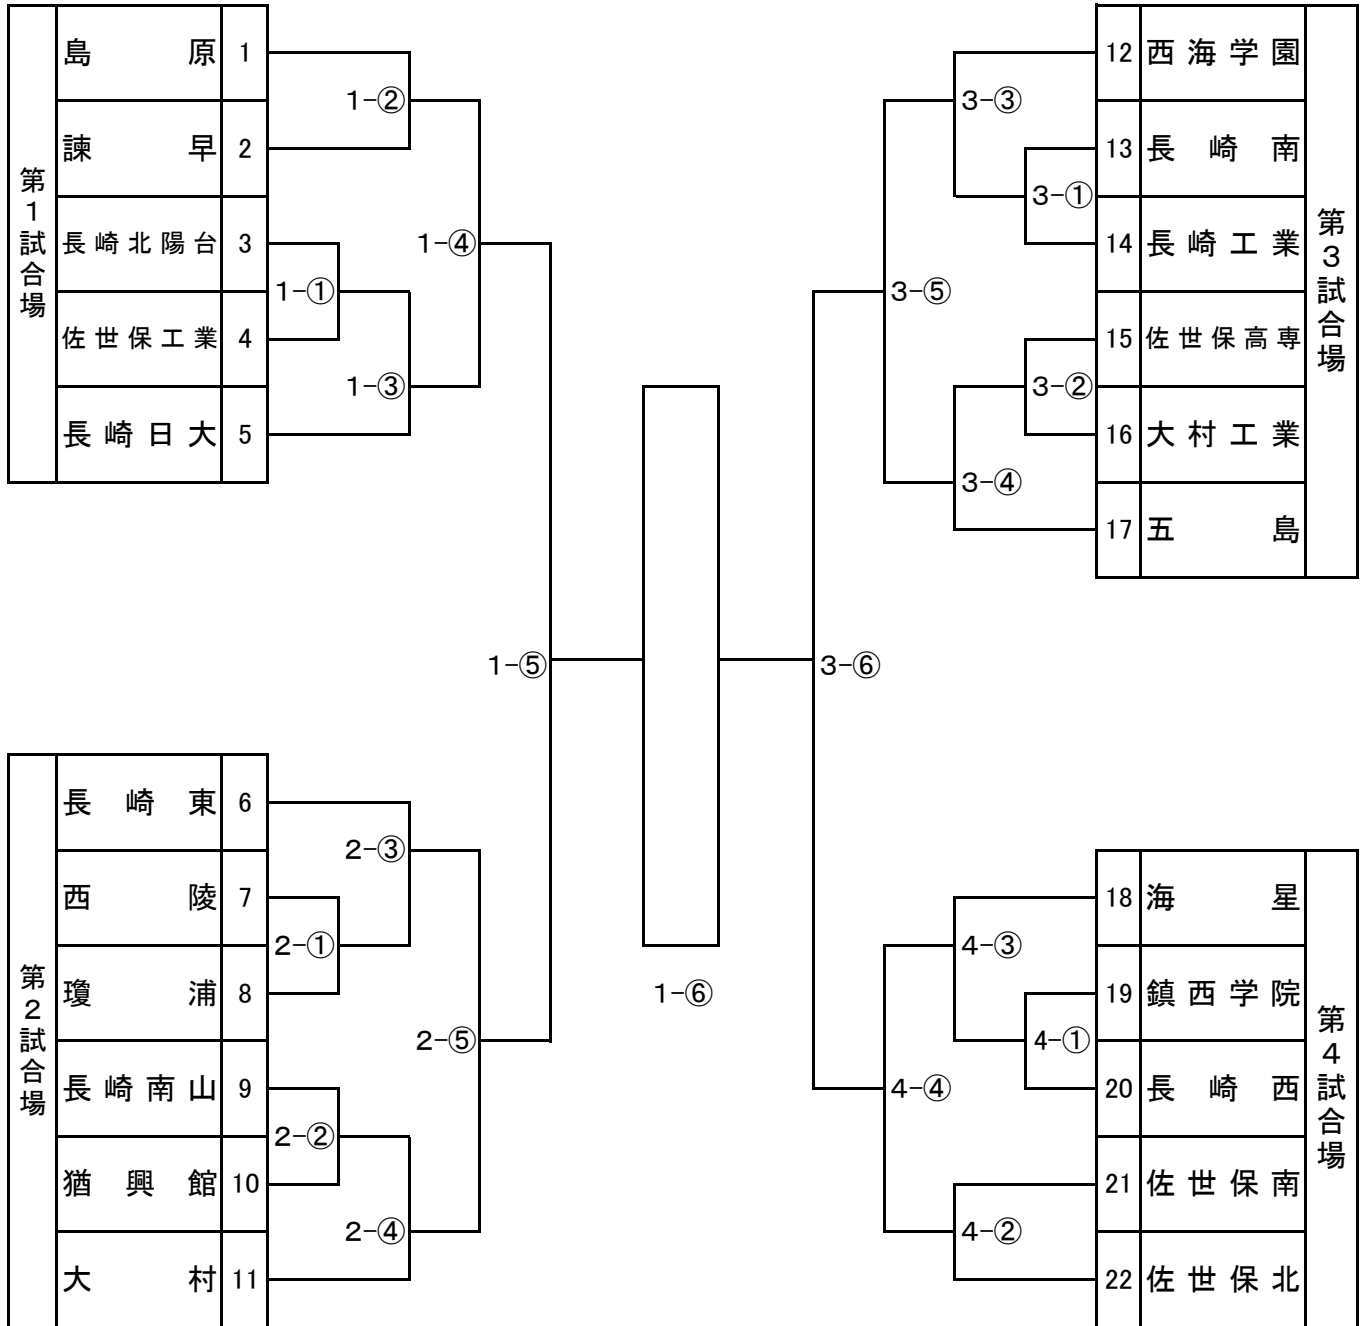 第1試合場
島原 1
諫早 2
長崎北陽台 3
佐世保工業 4
長崎日大 5
1-②
1-①
1-③
1-④
第2試合場
長崎東 6
西陵 7
瓊浦 8
長崎南山 9
猶興館 10
大村 11
2-③
2-①
2-②
2-④
2-⑤
1-⑤
1-⑥
3-⑥
第3試合場
12 西海学園
13 長崎南
14 長崎工業
15 佐世保高専
16 大村工業
17 五島
3-③
3-①
3-⑤
3-②
3-④
第4試合場
18 海星
19 鎮西学院
20 長崎西
21 佐世保南
22 佐世保北
4-③
4-①
4-④
4-②